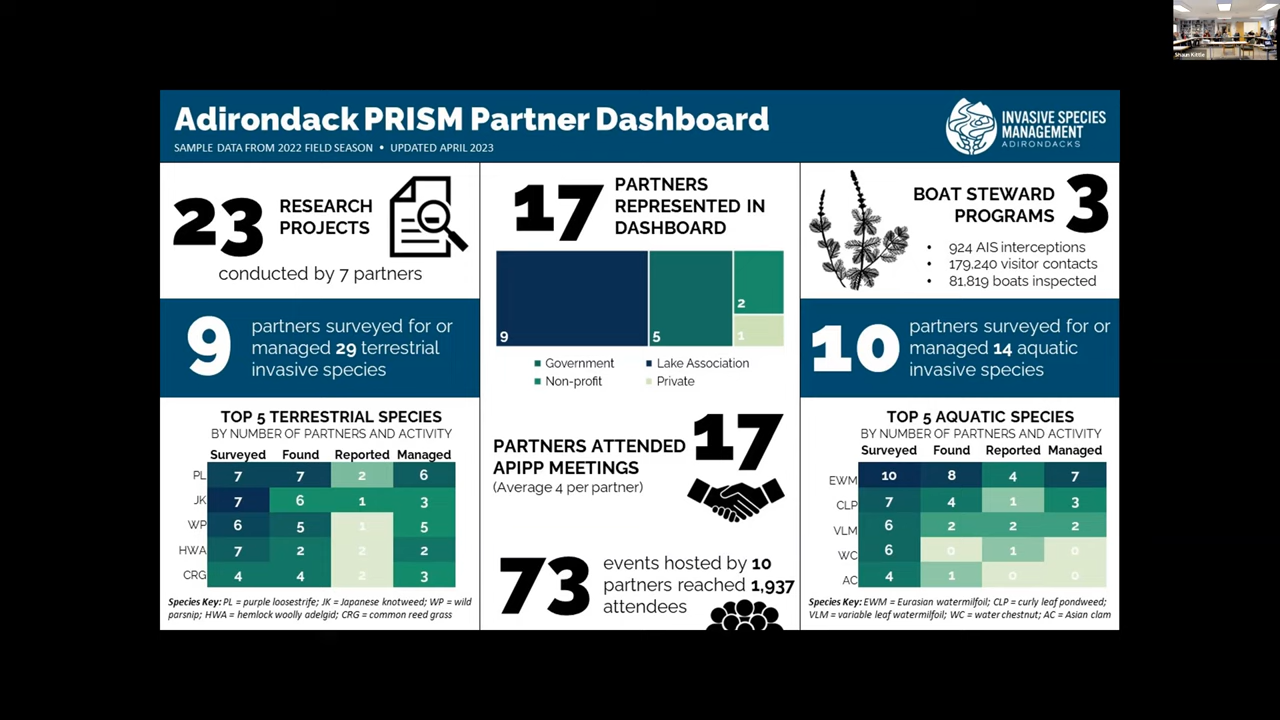 Shaun Kittle
Adirondack PRISM Partner Dashboard
SAMPLE DATA FROM 2022 FIELD SEASON • UPDATED APRIL 2023
INVASIVE SPECIES
MANAGEMENT
ADIRONDACKS
23
RESEARCH
PROJECTS
conducted by 7 partners
9
partners surveyed for or
managed 29 terrestrial
invasive species
TOP 5 TERRESTRIAL SPECIES
BY NUMBER OF PARTNERS AND ACTIVITY
Surveyed Found Reported Managed
PL 7 7 2 6
JK 7 6 1 3
WP 6 5 1 5
HWA 7 2 2 2
CRG 4 4 2 3
Species Key: PL = purple loosestrife; JK = Japanese knotweed; WP = wild
parsnip; HWA = hemlock woolly adelgid; CRG = common reed grass
17
PARTNERS
REPRESENTED IN
DASHBOARD
9 5 2 1
Government Lake Association
Non-profit Private
PARTNERS ATTENDED
APIPP MEETINGS
(Average 4 per partner)
17
73
events hosted by 10
partners reached 1,937
attendees
BOAT STEWARD
PROGRAMS
3
• 924 AIS interceptions
• 179,240 visitor contacts
• 81,819 boats inspected
10
partners surveyed for or
managed 14 aquatic
invasive species
TOP 5 AQUATIC SPECIES
BY NUMBER OF PARTNERS AND ACTIVITY
Surveyed Found Reported Managed
EWM 10 8 4 7
CLP 7 4 1 3
VLM 6 2 2 2
WC 6 0 1 0
AC 4 1 0 0
Species Key: EWM = Eurasian watermilfoil; CLP = curly leaf pondweed;
VLM = variable leaf watermilfoil; WC = water chestnut; AC = Asian clam